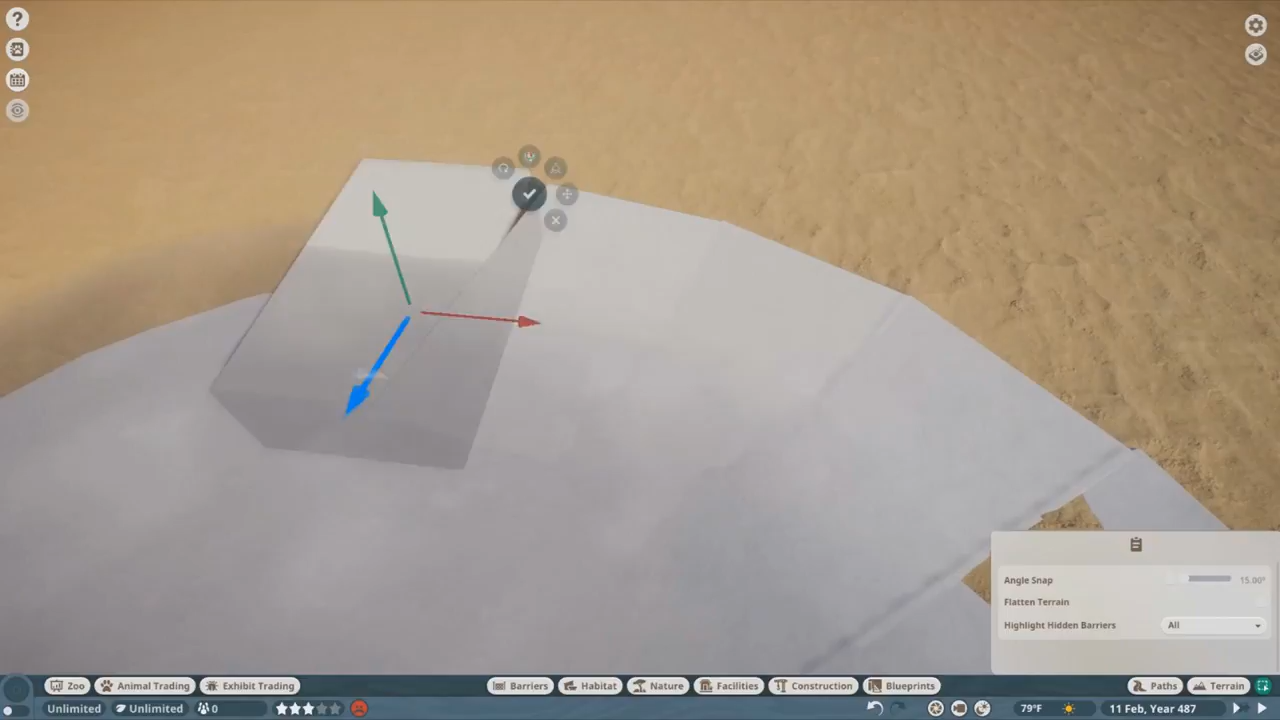 ?
Angle Snap 15.00°
Flatten Terrain
Highlight Hidden Barriers All
Zoo Animal Trading Exhibit Trading Barriers Habitat Nature Facilities Construction Blueprints Paths Terrain
Unlimited Unlimited 0 79°F 11 Feb, Year 487